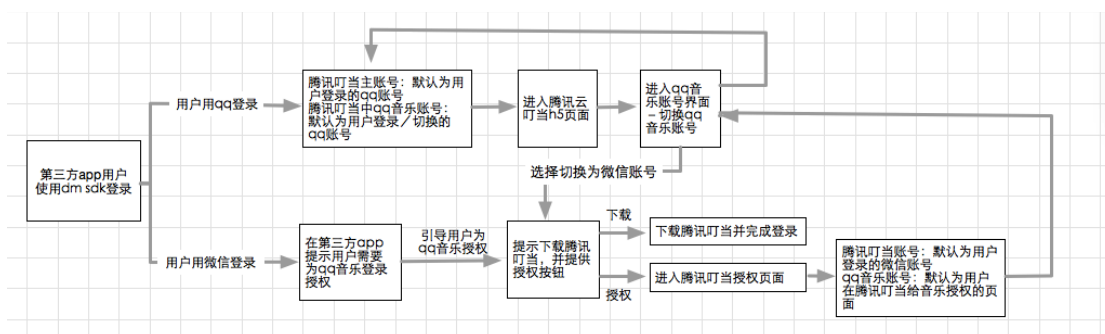 第三方app用户
使用dm sdk登录
用户用qq登录
腾讯叮当主账号：默认为用
户登录的qq账号
腾讯叮当中qq音乐账号：
默认为用户登录／切换的
qq账号
进入腾讯云
叮当h5页面
进入qq音
乐账号界面
－切换qq
音乐账号
选择切换为微信账号
用户用微信登录
在第三方app
提示用户需要
为qq音乐登录
授权
引导用户为
qq音乐授权
提示下载腾讯
叮当，并提供
授权按钮
下载
下载腾讯叮当并完成登录
授权
进入腾讯叮当授权页面
腾讯叮当账号：默认为用户
登录的微信账号
qq音乐账号：默认为用户
在腾讯叮当给音乐授权的页
面